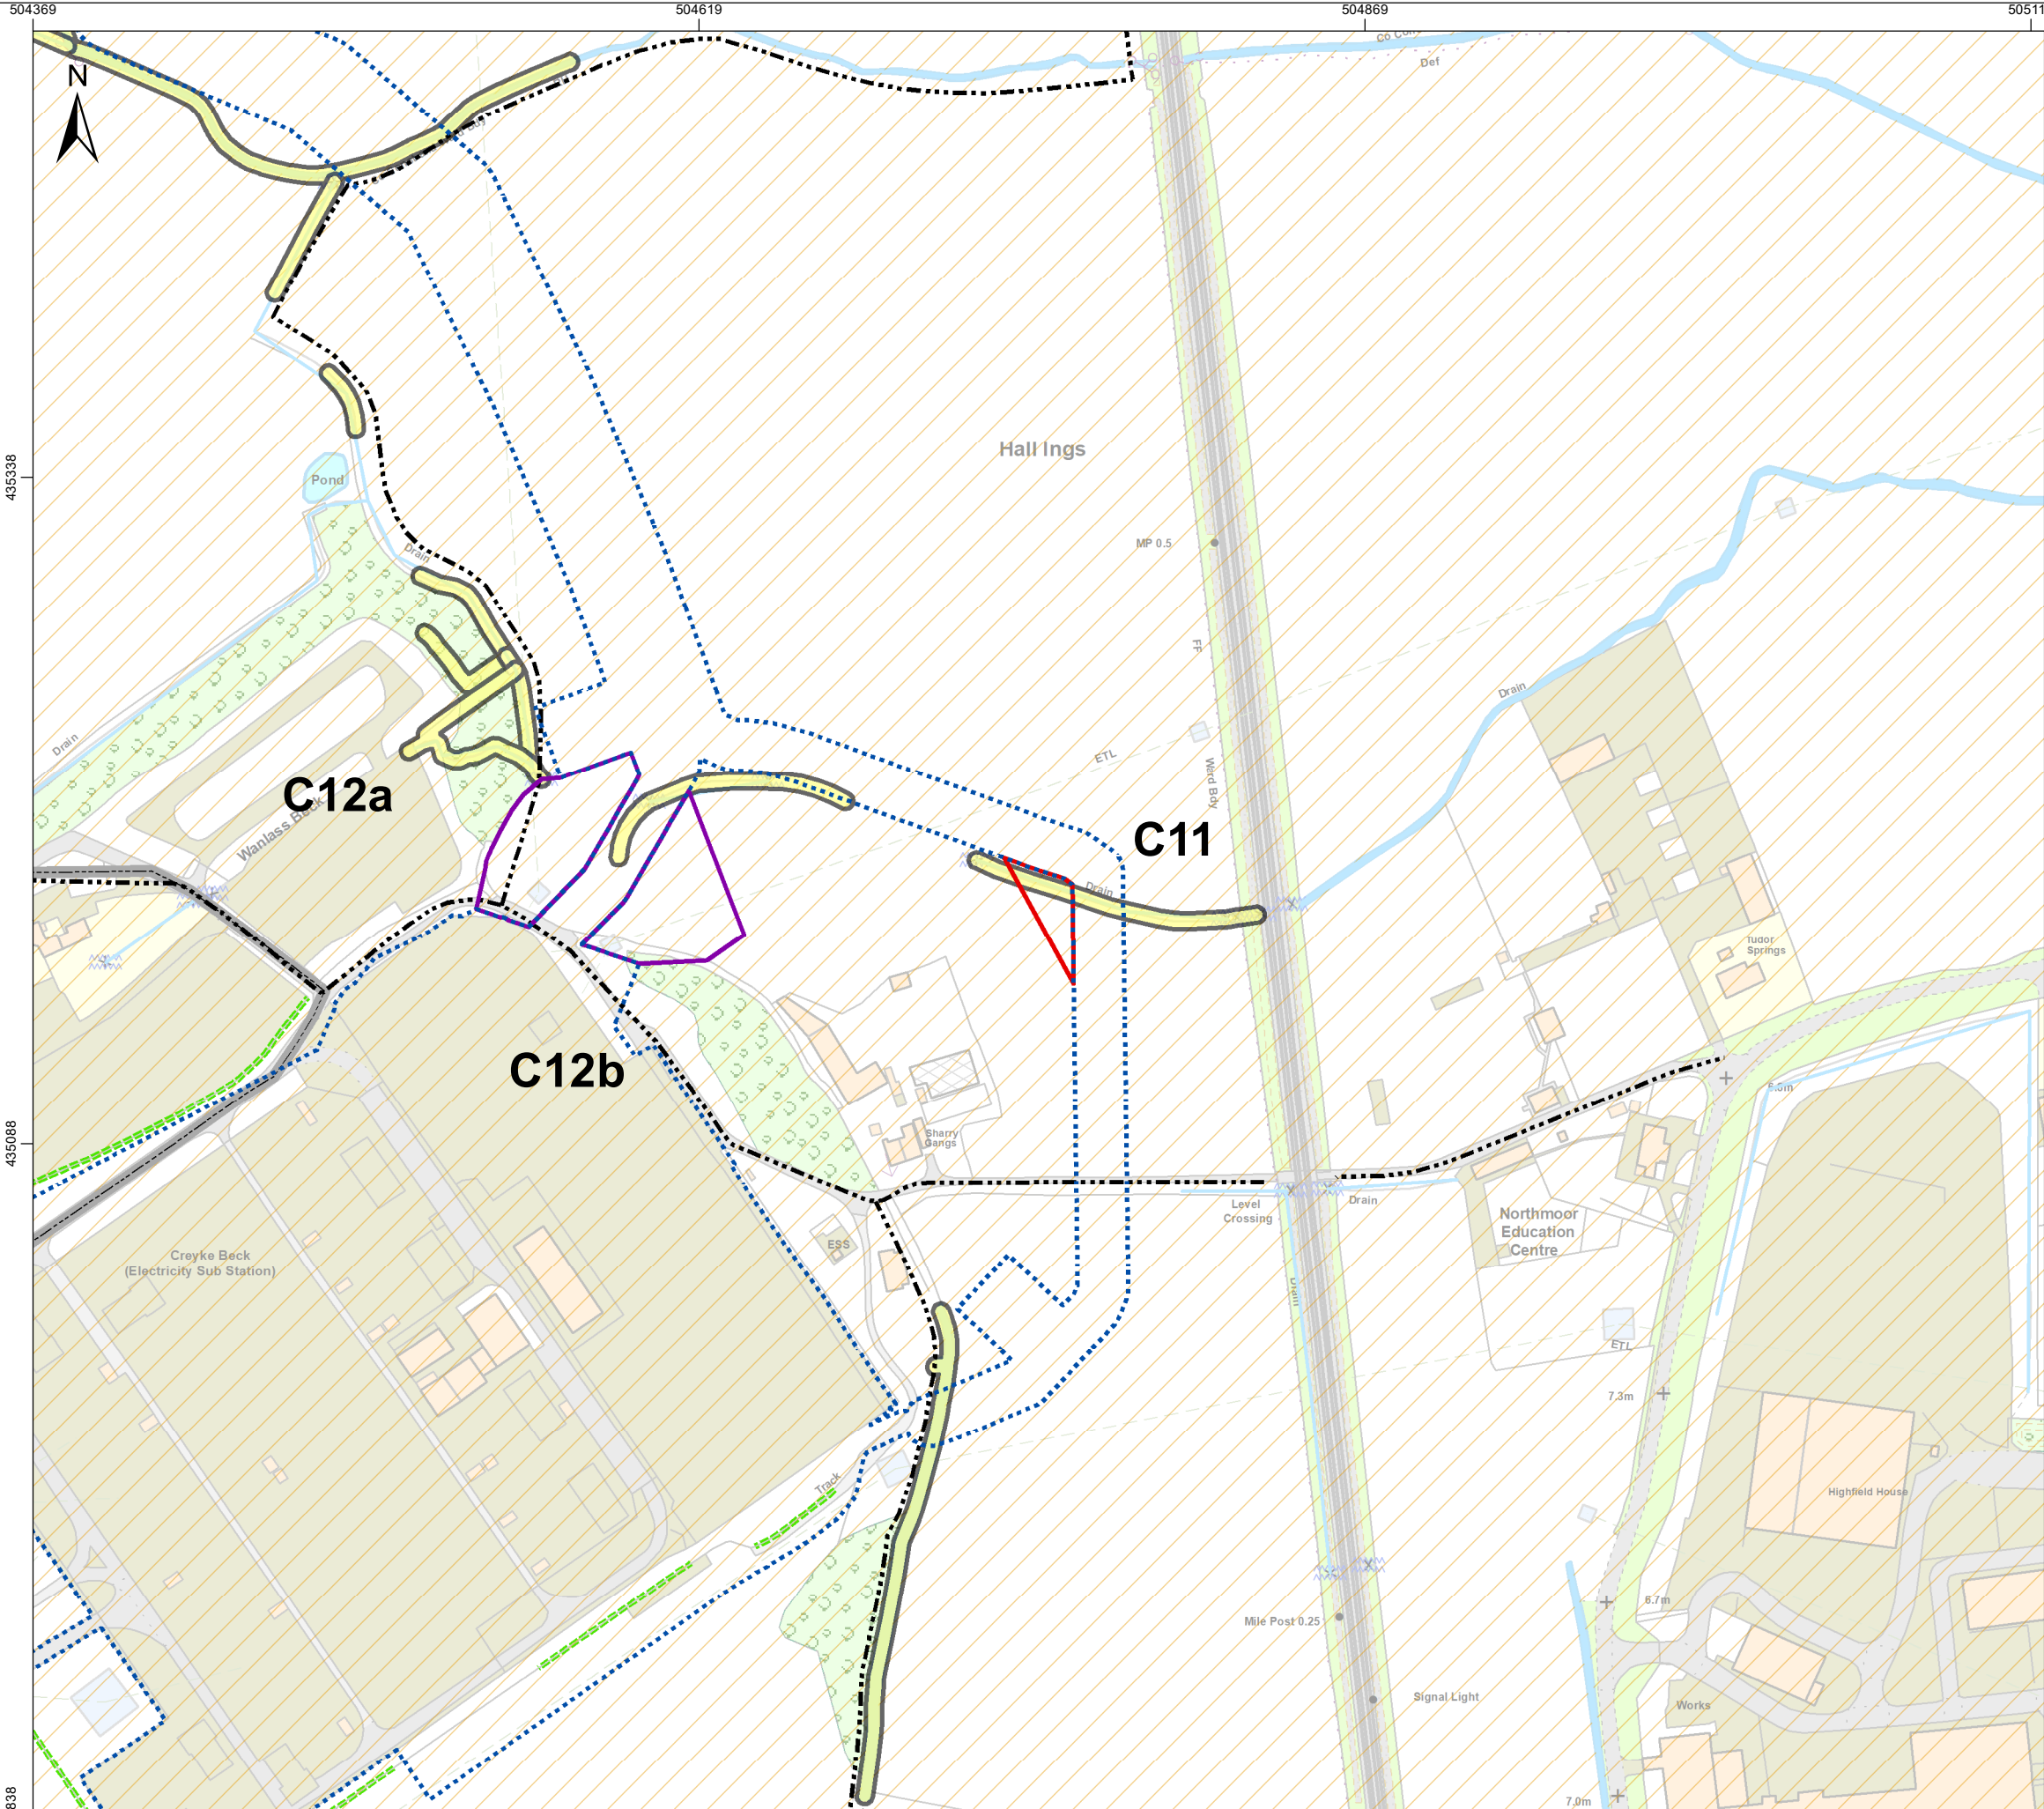 504369
504619
504869
50511
Def
N
Hall Ings
435338
Pond
MP 0.5
Drain
FF
Drain
Drain
ETL
Ward Bdy
C12a
C11
Wanlass Beck
Drain
Tudor
Springs
C12b
6.6m
435088
Sharry
Gangs
Level
Crossing
Drain
Northmoor
Education
Centre
ESS
Creyke Beck
(Electricity Sub Station)
Drain
ETL
7.3m
Track
Highfield House
6.7m
Mile Post 0.25
Signal Light
Works
838
7.0m